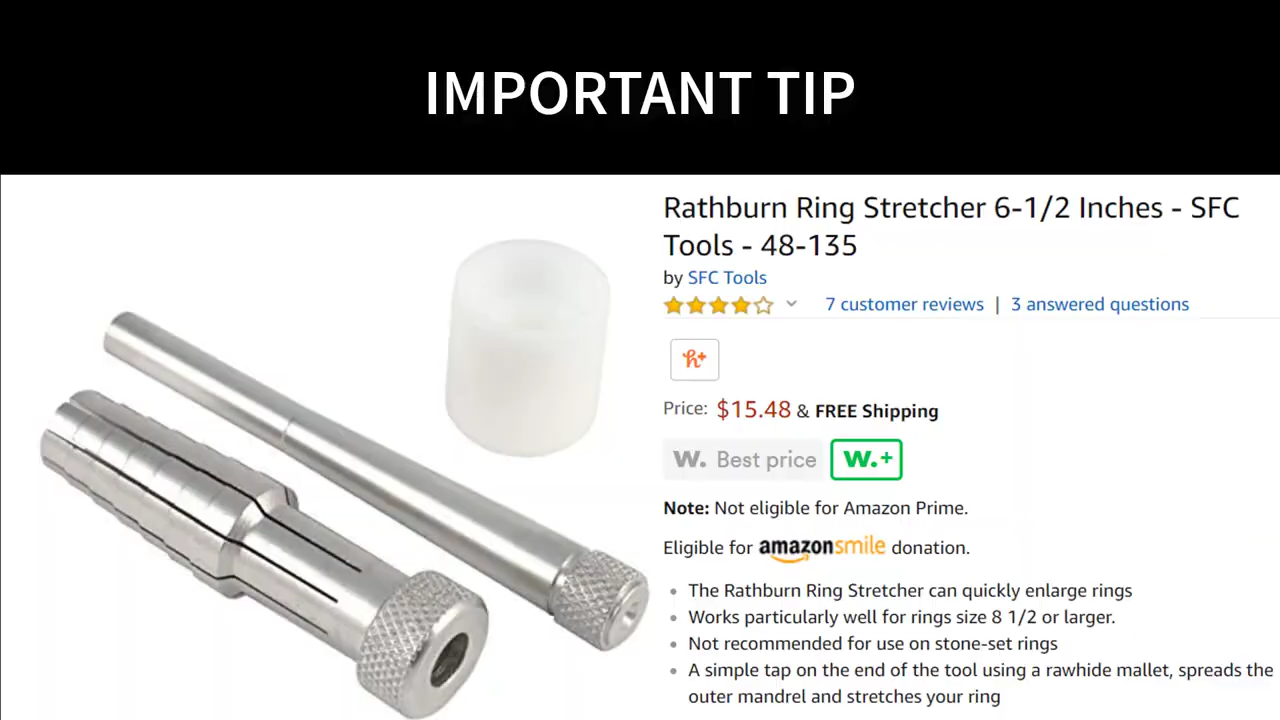 IMPORTANT TIP
Rathburn Ring Stretcher 6-1/2 Inches - SFC
Tools - 48-135
by SFC Tools
7 customer reviews | 3 answered questions
h+
Price: $15.48 & FREE Shipping
W. Best price W.+
Note: Not eligible for Amazon Prime.
Eligible for amazonsmile donation.
• The Rathburn Ring Stretcher can quickly enlarge rings
• Works particularly well for rings size 8 1/2 or larger.
• Not recommended for use on stone-set rings
• A simple tap on the end of the tool using a rawhide mallet, spreads the
outer mandrel and stretches your ring